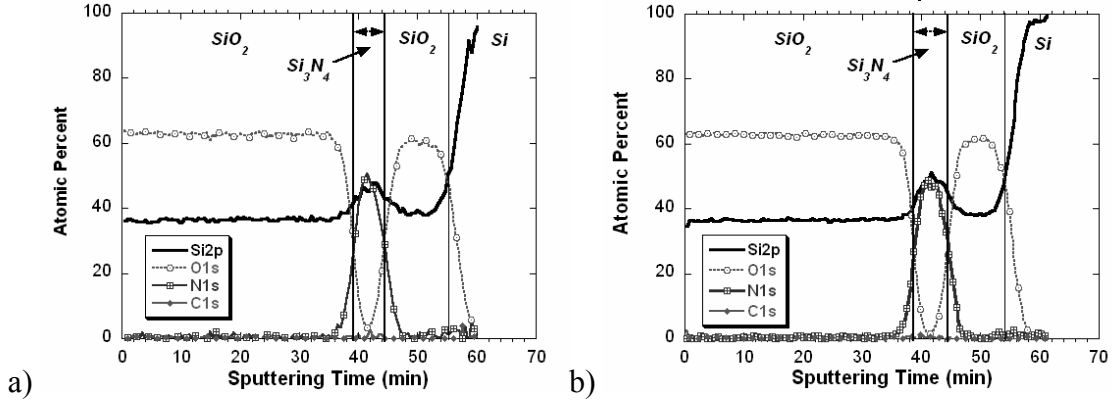 100
80
60
40
20
0
Atomic Percent
SiO2
SiO2
Si
Si3N4
Si2p
O1s
N1s
C1s
0 10 20 30 40 50 60 70
Sputtering Time (min)
a)
100
80
60
40
20
0
Atomic Percent
SiO2
SiO2
Si
Si3N4
Si2p
O1s
N1s
C1s
0 10 20 30 40 50 60 70
Sputtering Time (min)
b)